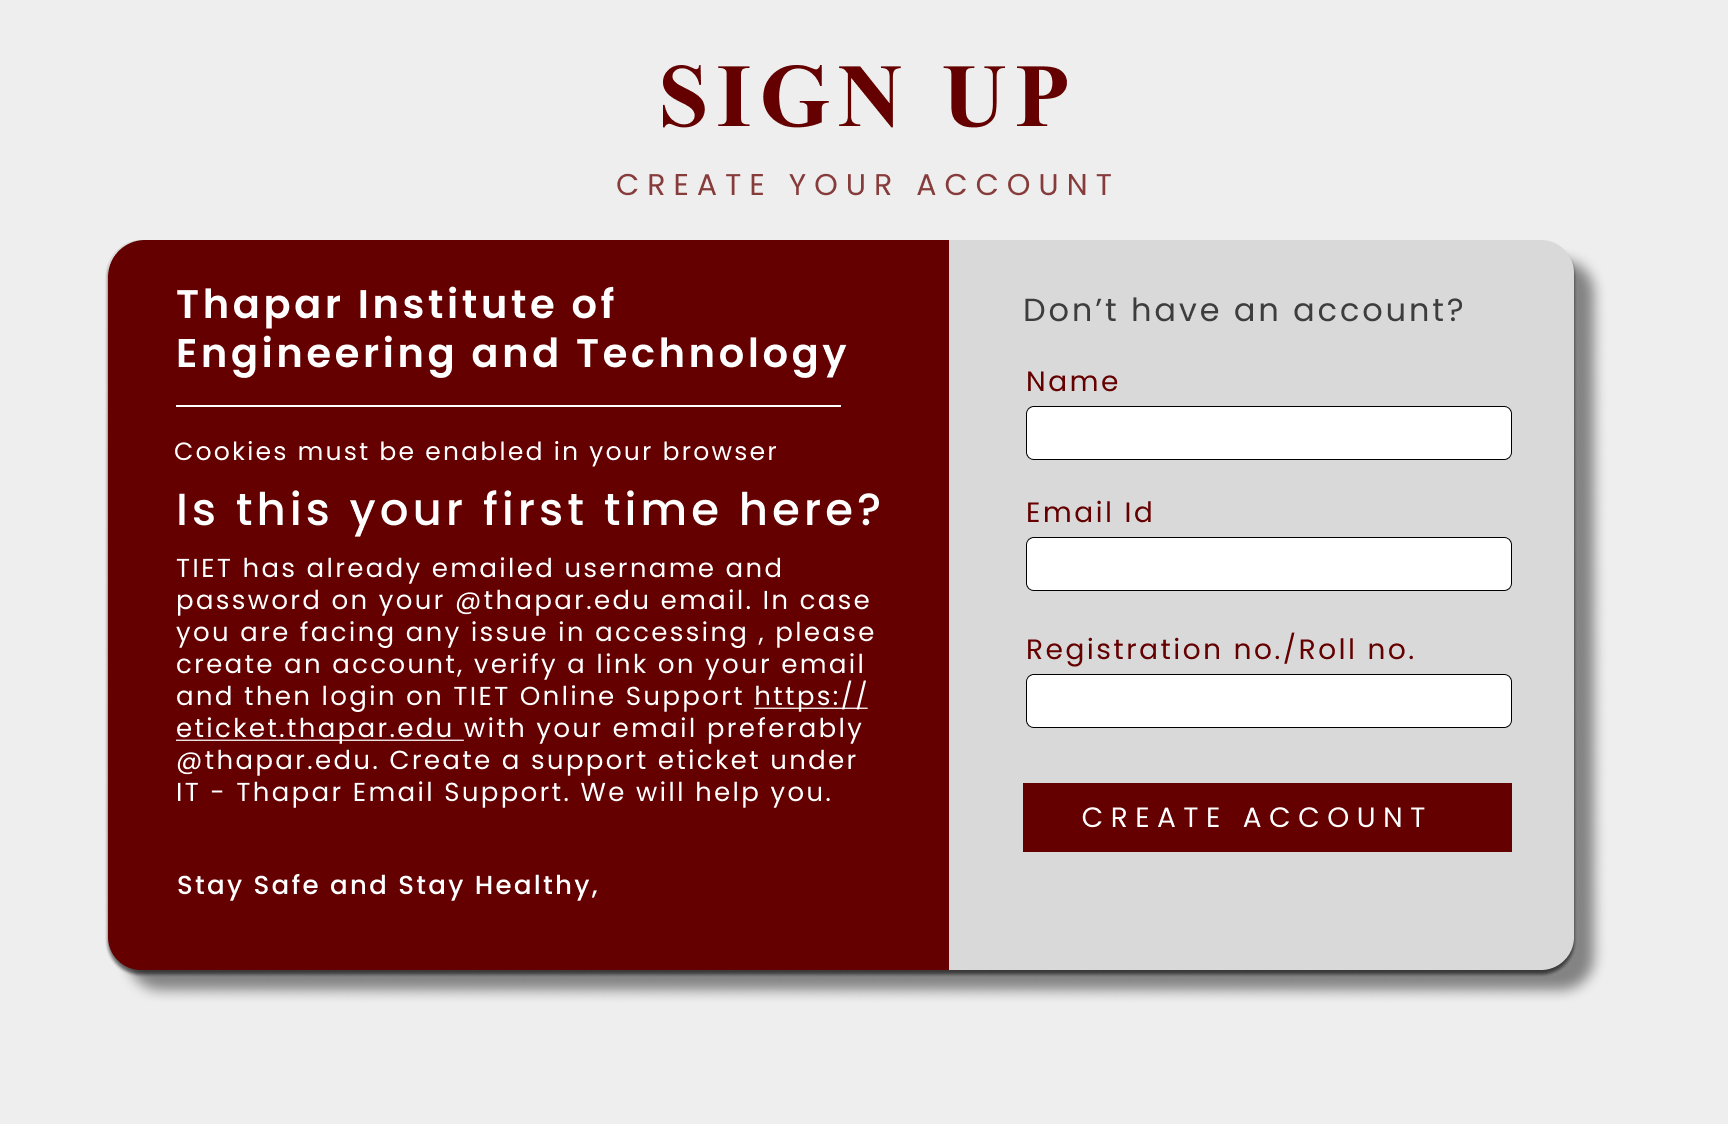 SIGN UP
CREATE YOUR ACCOUNT
Thapar Institute of
Engineering and Technology
Cookies must be enabled in your browser
Is this your first time here?
TIET has already emailed username and
password on your @thapar.edu email. In case
you are facing any issue in accessing , please
create an account, verify a link on your email
and then login on TIET Online Support https://
eticket.thapar.edu with your email preferably
@thapar.edu. Create a support eticket under
IT - Thapar Email Support. We will help you.
Stay Safe and Stay Healthy,
Don’t have an account?
Name
Email Id
Registration no./Roll no.
CREATE ACCOUNT